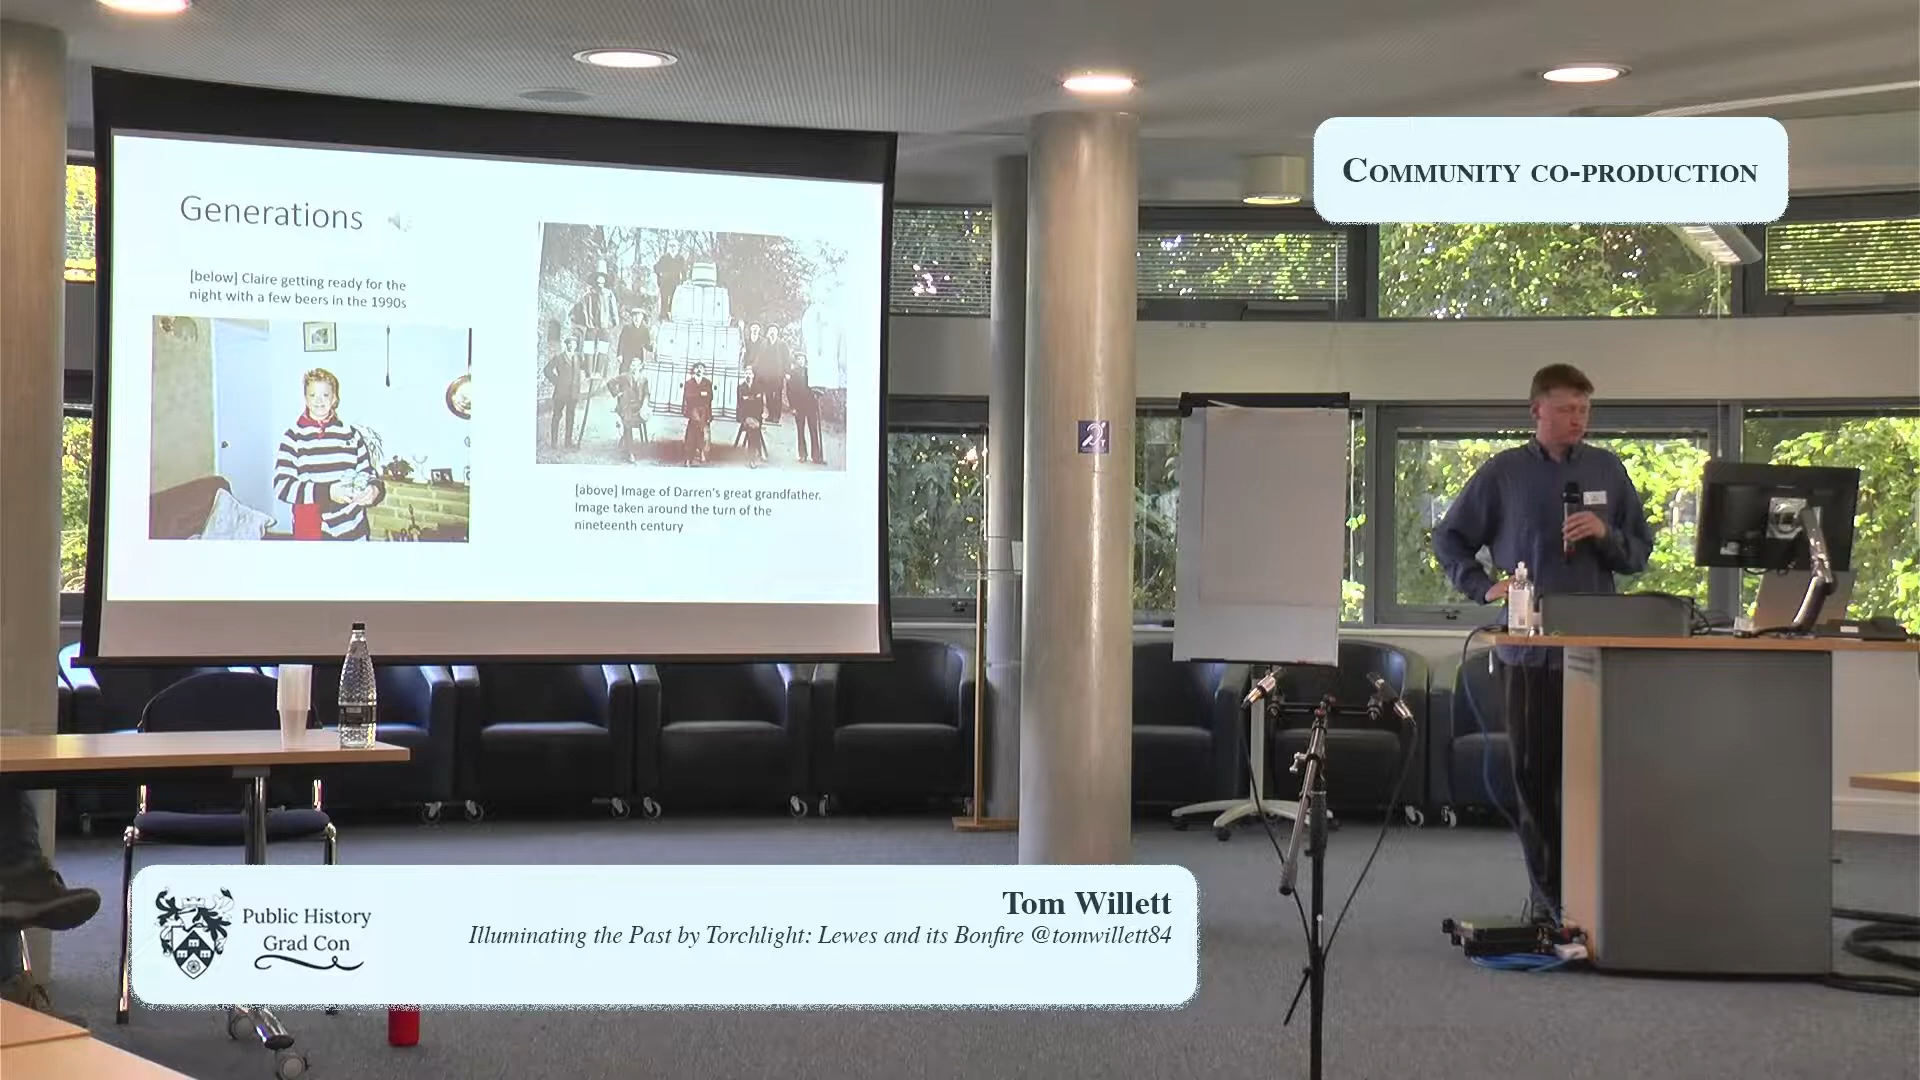 Community co-production
Generations
[below] Claire getting ready for the
night with a few beers in the 1990s
[above] Image of Darren's great grandfather.
Image taken around the turn of the
nineteenth century
Public History
Grad Con
Tom Willett
Illuminating the Past by Torchlight: Lewes and its Bonfire @tomwillett84